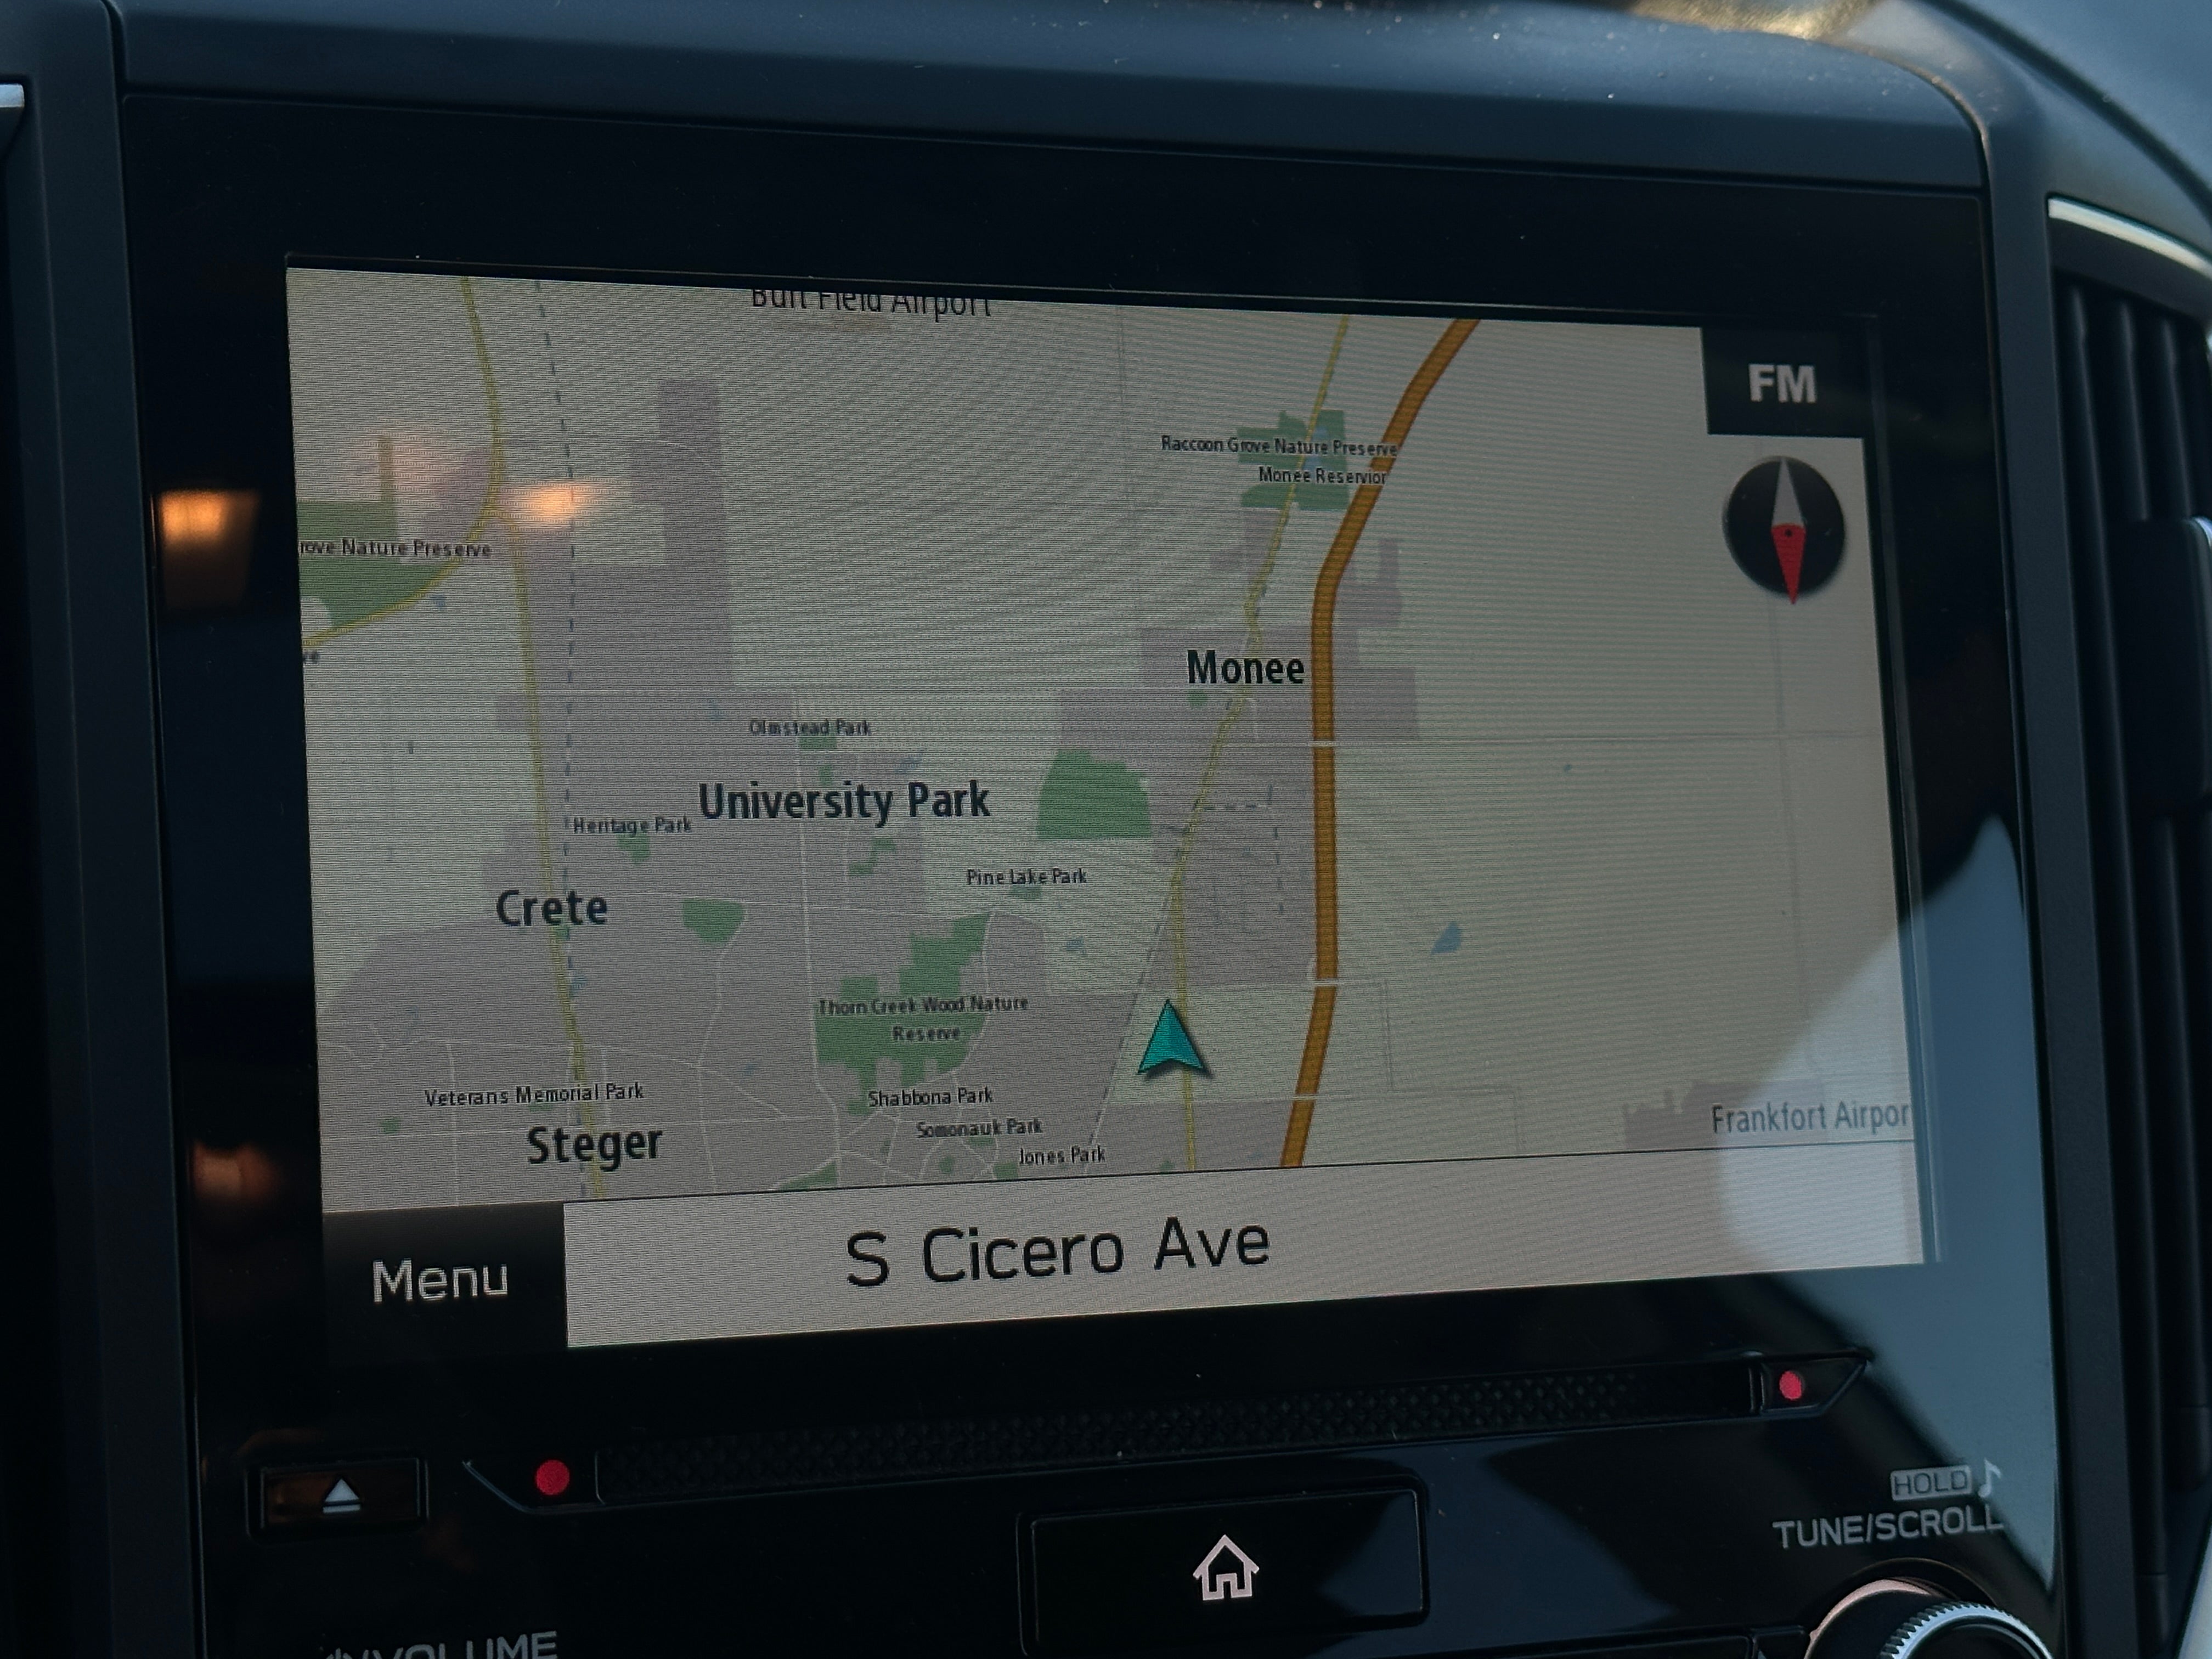 Bult Field Airport
FM
Raccoon Grove Nature Preserve
Monee Reservior
rove Nature Preserve
Monee
Olmstead Park
University Park
Heritage Park
Pine Lake Park
Crete
Thorn Creek Wood Nature
Reserve
Veterans Memorial Park
Shabbona Park
Frankfort Airpor
Somonauk Park
Steger
Jones Park
Menu
S Cicero Ave
HOLD
TUNE/SCROLL
VOLUME